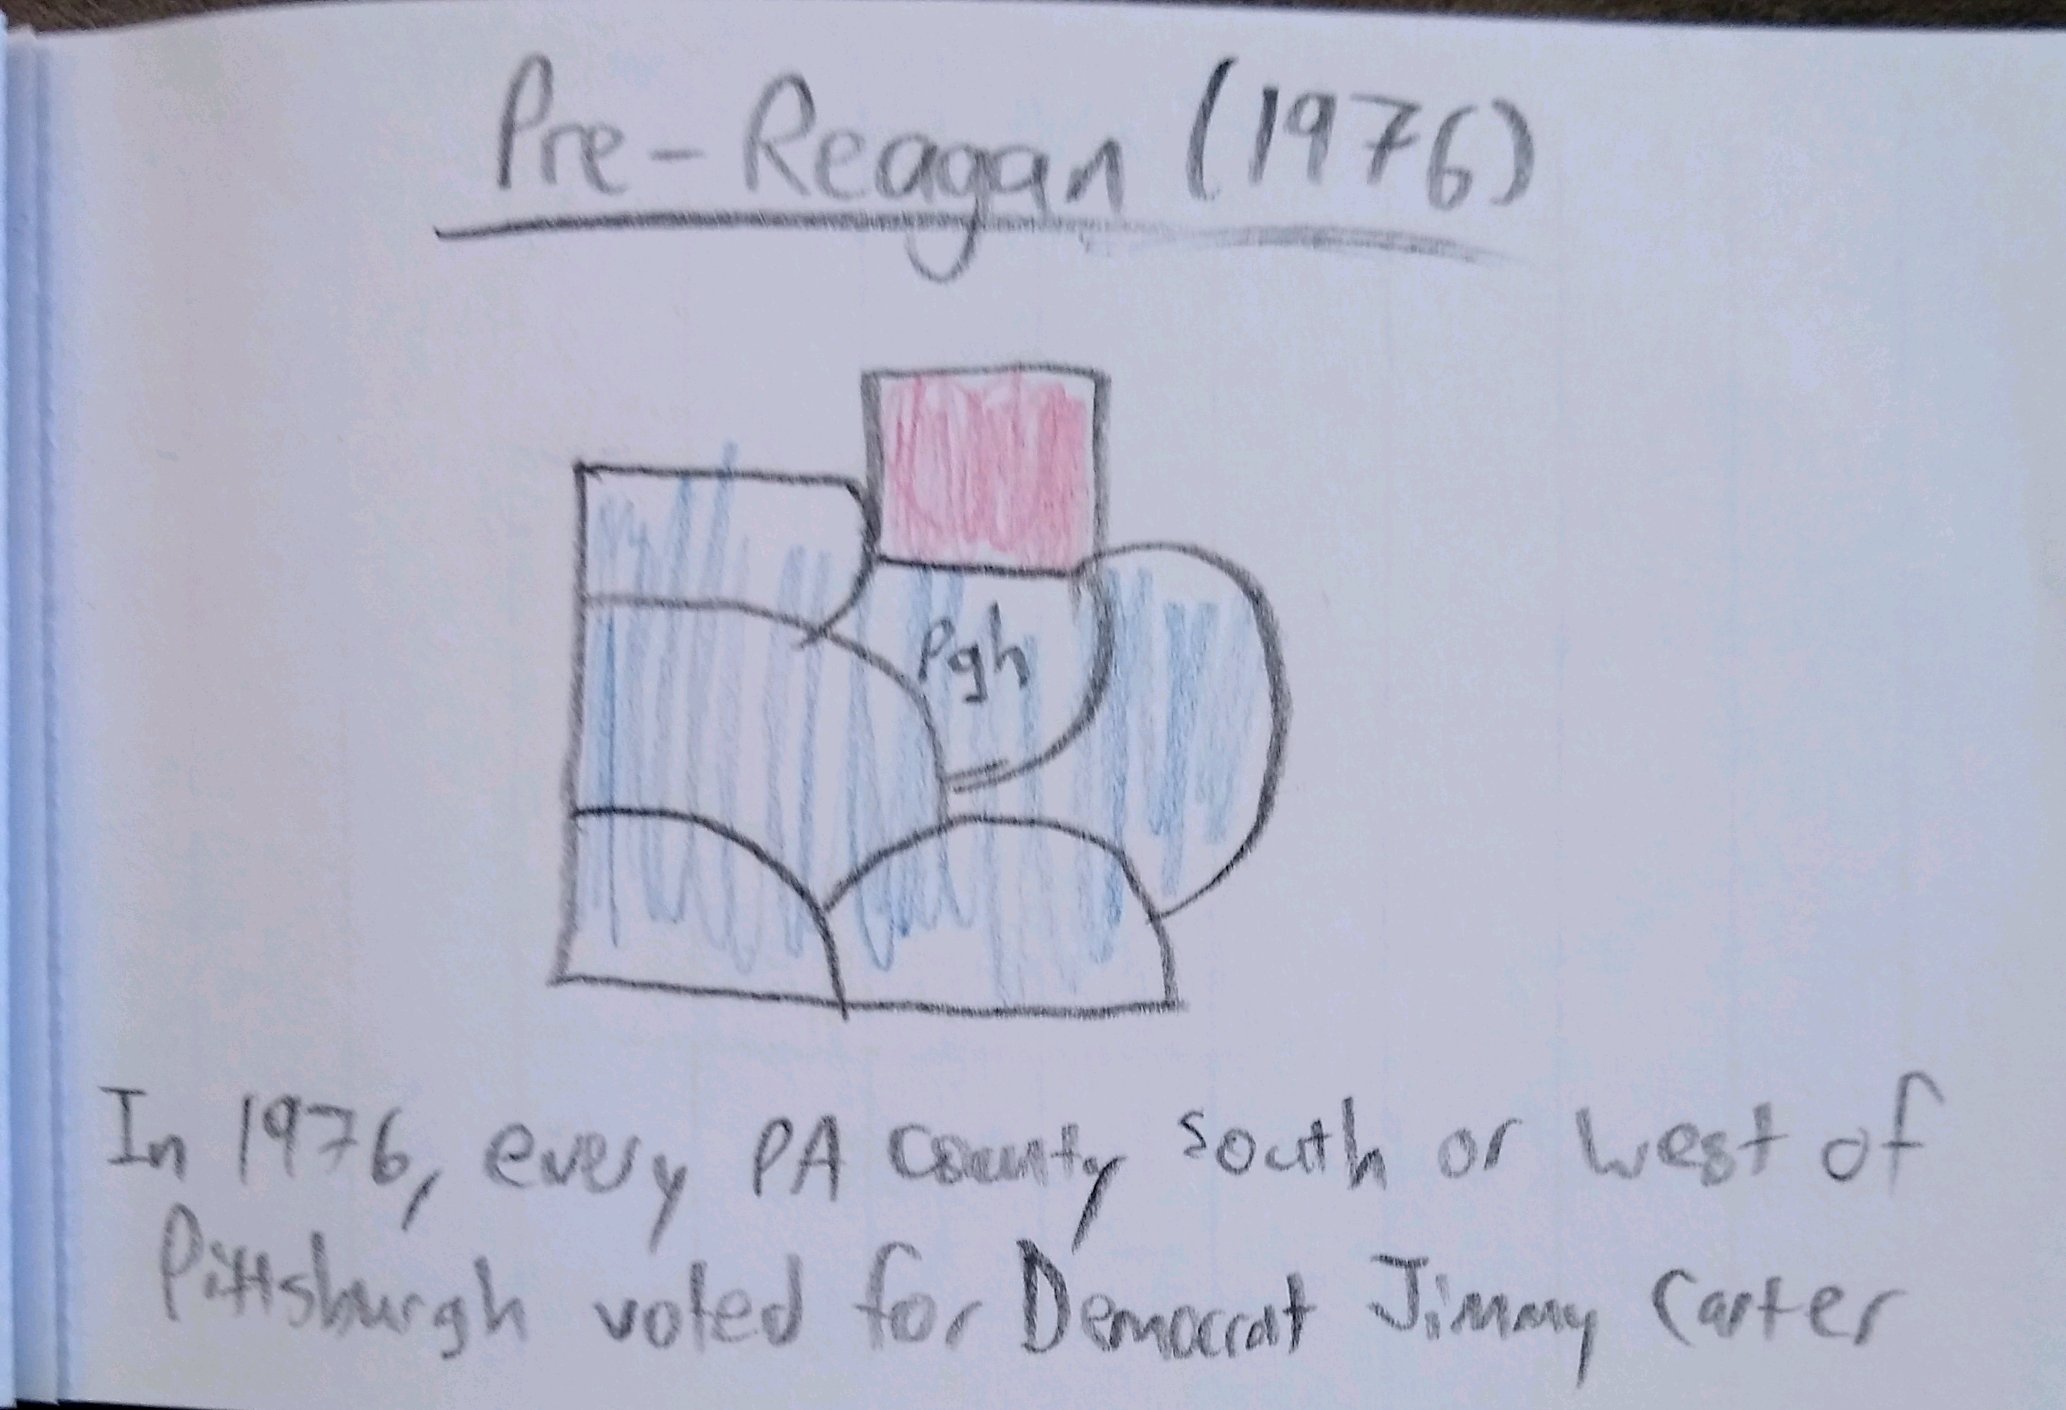 Pre-Reagan (1976)
Pgh
In 1976, every PA County south or west of
Pittsburgh voted for Democrat Jimmy Carter